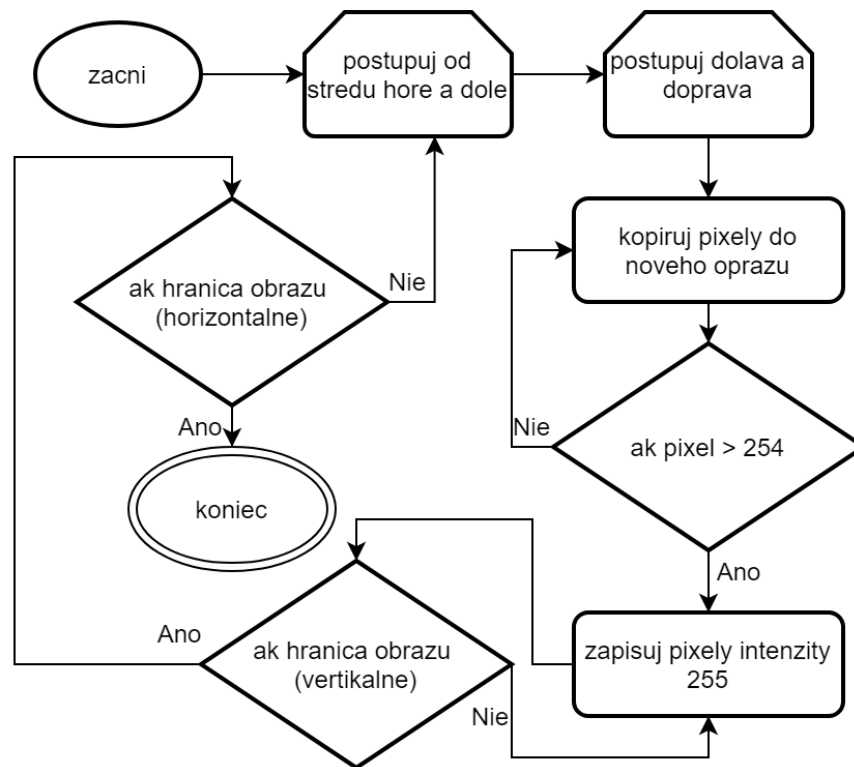 zacni
postupuj od
stredu hore a dole
postupuj dolava a
doprava
kopiruj pixely do
noveho oprazu
ak hranica obrazu
(horizontalne)
Nie
Ano
koniec
Nie
ak pixel > 254
Ano
zapisuj pixely intenzity
255
ak hranica obrazu
(vertikalne)
Ano
Nie